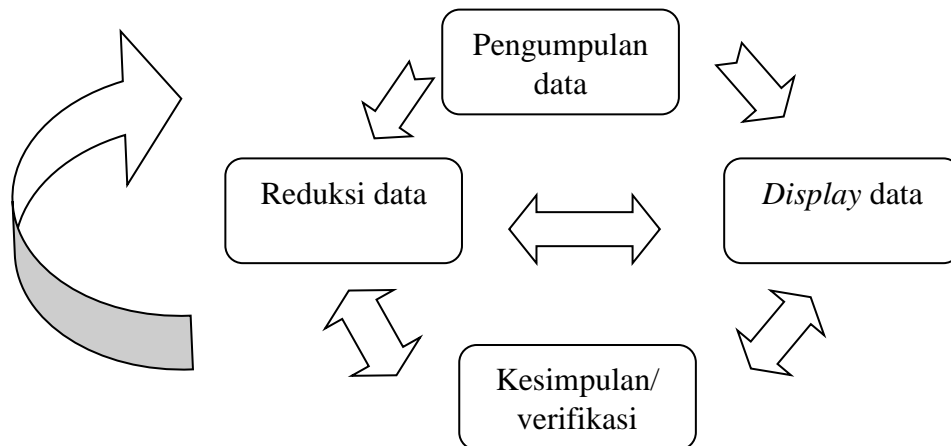 Pengumpulan
data
Reduksi data
Display data
Kesimpulan/
verifikasi